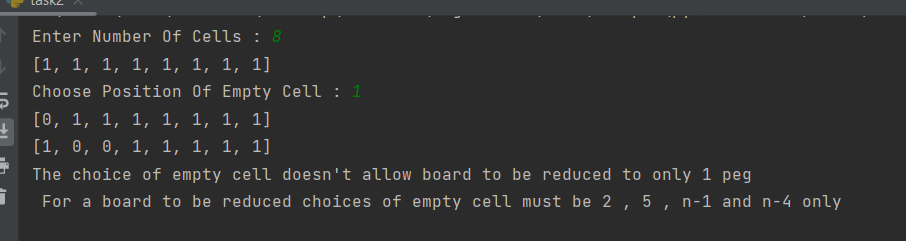 task2
Enter Number Of Cells : 8
[1, 1, 1, 1, 1, 1, 1, 1]
Choose Position Of Empty Cell : 1
[0, 1, 1, 1, 1, 1, 1, 1]
[1, 0, 0, 1, 1, 1, 1, 1]
The choice of empty cell doesn't allow board to be reduced to only 1 peg
For a board to be reduced choices of empty cell must be 2 , 5 , n-1 and n-4 only